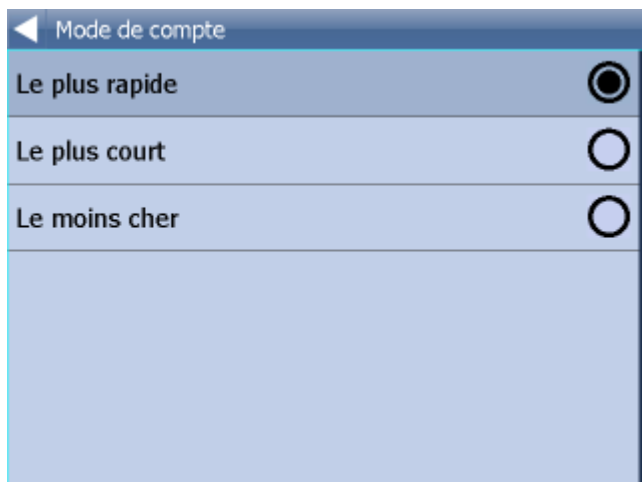 Mode de compte
Le plus rapide
Le plus court
Le moins cher